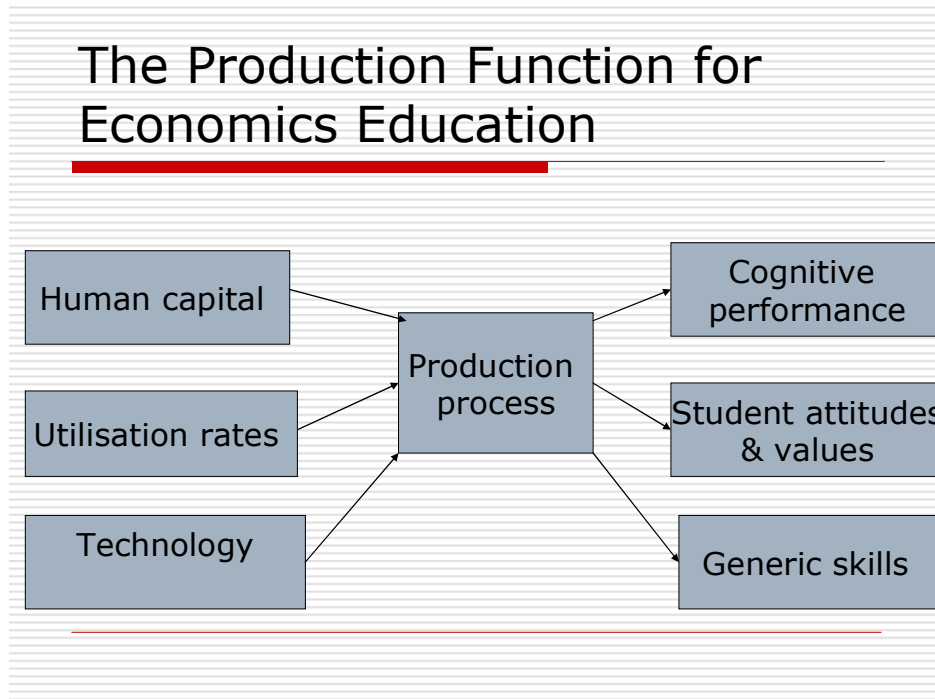 The Production Function for
Economics Education
Human capital
Utilisation rates
Technology
Production
process
Cognitive
performance
Student attitudes
& values
Generic skills